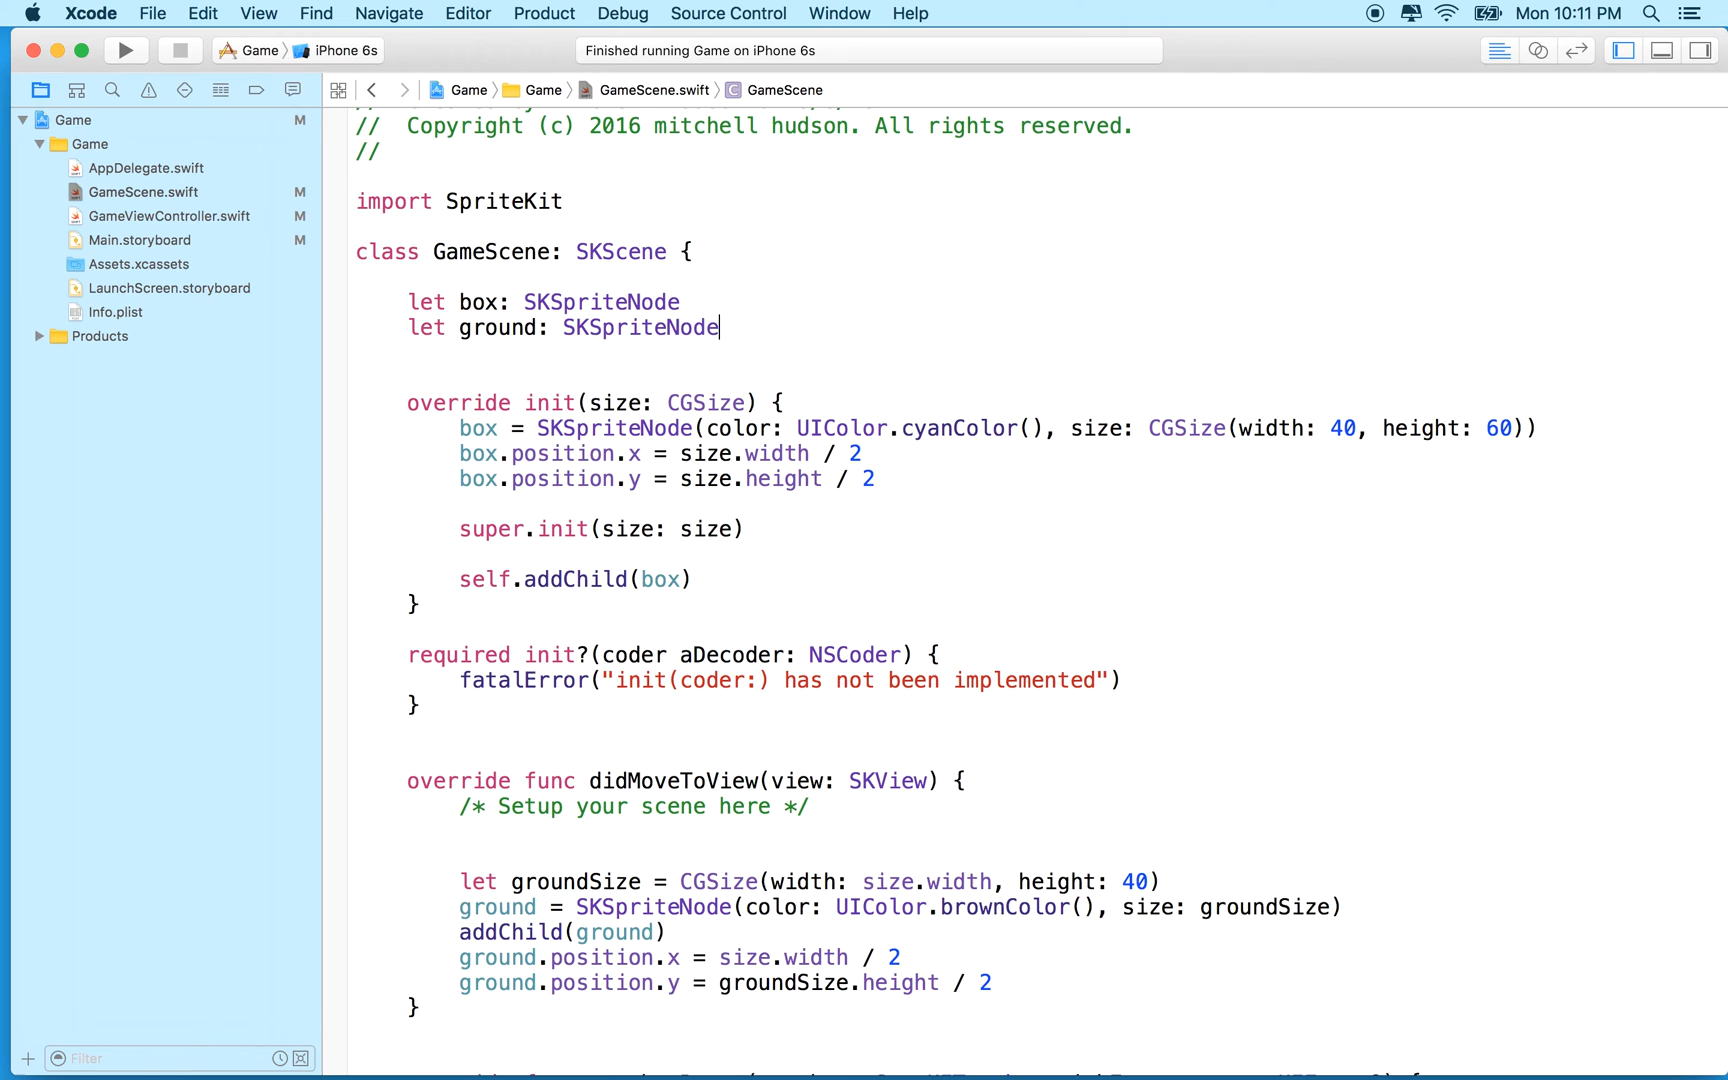 Xcode File Edit View Find Navigate Editor Product Debug Source Control Window Help Mon 10:11 PM
Game iPhone 6s Finished running Game on iPhone 6s
Game Game GameScene.swift C GameScene
Game M
Game
AppDelegate.swift
GameScene.swift M
GameViewController.swift M
Main.storyboard M
Assets.xcassets
LaunchScreen.storyboard
Info.plist
Products
Filter
// Copyright (c) 2016 mitchell hudson. All rights reserved.
//
import SpriteKit
class GameScene: SKScene {
let box: SKSpriteNode
let ground: SKSpriteNode
override init(size: CGSize) {
box = SKSpriteNode(color: UIColor.cyanColor(), size: CGSize(width: 40, height: 60))
box.position.x = size.width / 2
box.position.y = size.height / 2
super.init(size: size)
self.addChild(box)
}
required init?(coder aDecoder: NSCoder) {
fatalError("init(coder:) has not been implemented")
}
override func didMoveToView(view: SKView) {
/* Setup your scene here */
let groundSize = CGSize(width: size.width, height: 40)
ground = SKSpriteNode(color: UIColor.brownColor(), size: groundSize)
addChild(ground)
ground.position.x = size.width / 2
ground.position.y = groundSize.height / 2
}